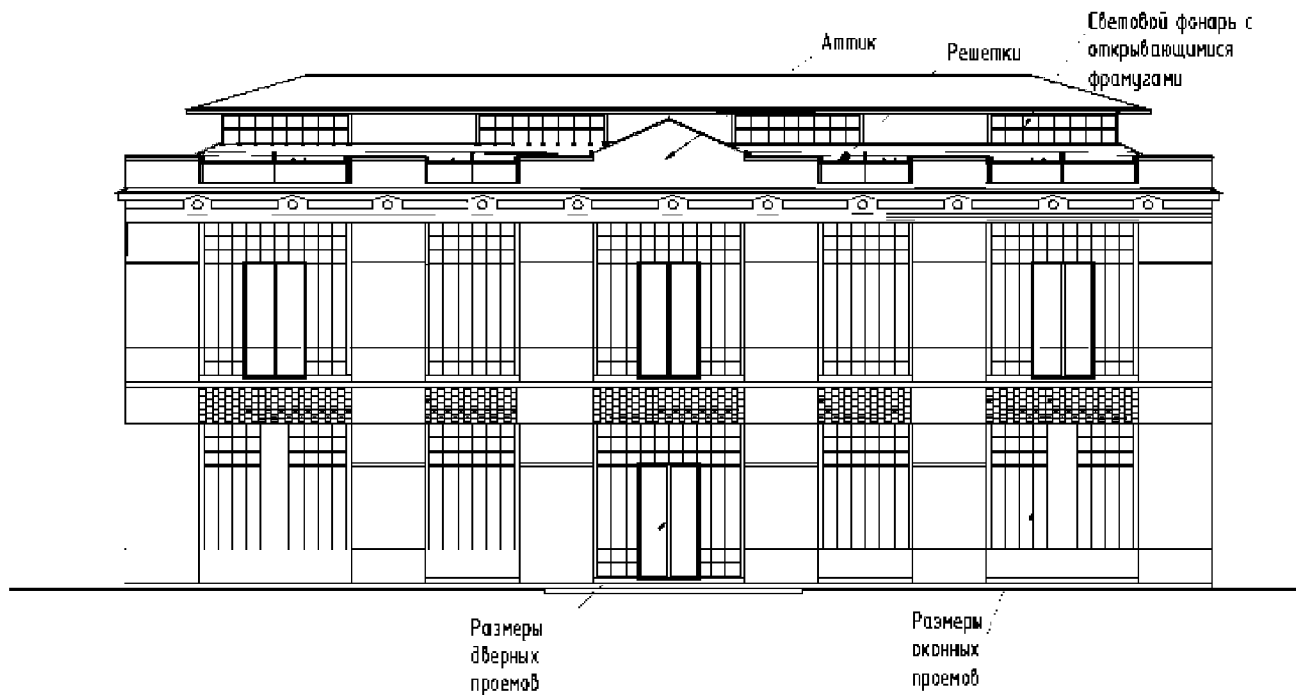 Аттик
Решетки
Световой фонарь с
открывающимися
фрамугами
Размеры
дверных
проемов
Размеры
оконных
проемов